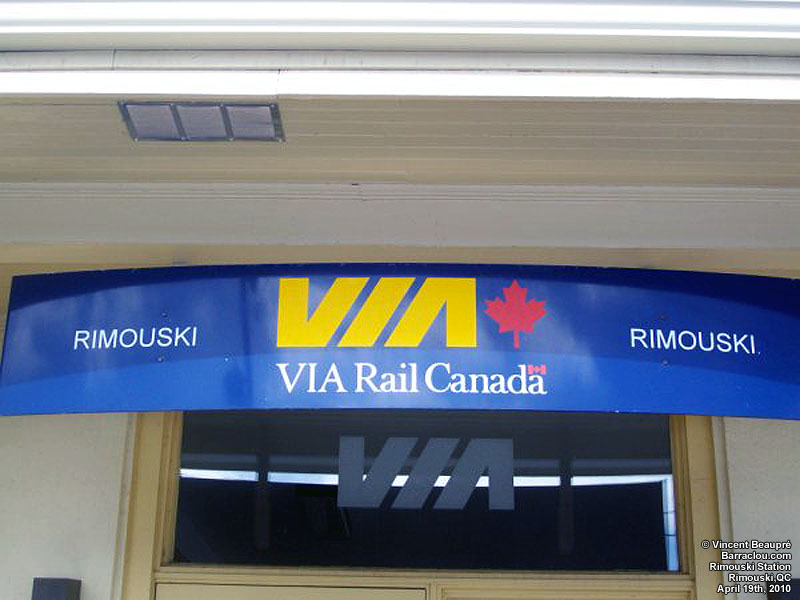 VIA
RIMOUSKI
RIMOUSKI
VIA Rail Canada
VIA
© Vincent Beaupré
Barraclou.com
Rimouski Station
Rimouski,QC
April 19th, 2010